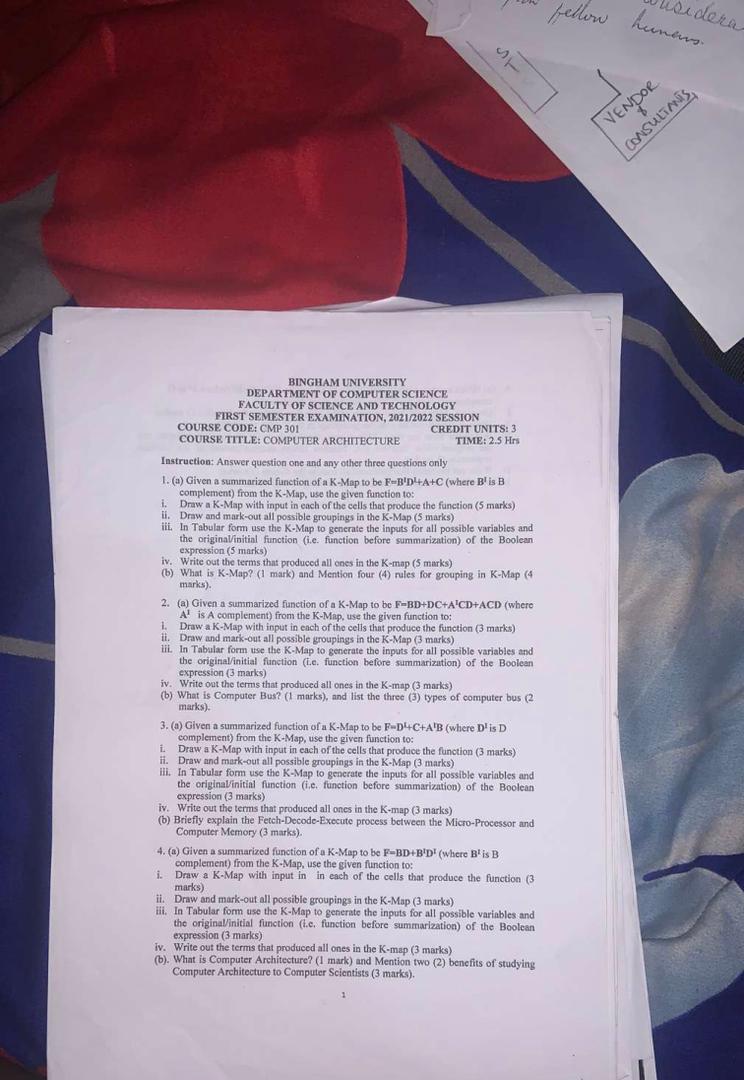 onsidera
fellow humans.
ST
VENDOR
&
CONSULTANTS
BINGHAM UNIVERSITY
DEPARTMENT OF COMPUTER SCIENCE
FACULTY OF SCIENCE AND TECHNOLOGY
FIRST SEMESTER EXAMINATION, 2021/2022 SESSION
COURSE CODE: CMP 301 CREDIT UNITS: 3
COURSE TITLE: COMPUTER ARCHITECTURE TIME: 2.5 Hrs
Instruction: Answer question one and any other three questions only
1. (a) Given a summarized function of a K-Map to be F=B¹D¹+A+C (where B¹ is B
complement) from the K-Map, use the given function to:
i. Draw a K-Map with input in each of the cells that produce the function (5 marks)
ii. Draw and mark-out all possible groupings in the K-Map (5 marks)
iii. In Tabular form use the K-Map to generate the inputs for all possible variables and
the original/initial function (i.e. function before summarization) of the Boolean
expression (5 marks)
iv. Write out the terms that produced all ones in the K-map (5 marks)
(b) What is K-Map? (1 mark) and Mention four (4) rules for grouping in K-Map (4
marks).
2. (a) Given a summarized function of a K-Map to be F=BD+DC+A¹CD+ACD (where
A¹ is A complement) from the K-Map, use the given function to:
i. Draw a K-Map with input in each of the cells that produce the function (3 marks)
ii. Draw and mark-out all possible groupings in the K-Map (3 marks)
iii. In Tabular form use the K-Map to generate the inputs for all possible variables and
the original/initial function (i.e. function before summarization) of the Boolean
expression (3 marks)
iv. Write out the terms that produced all ones in the K-map (3 marks)
(b) What is Computer Bus? (1 marks), and list the three (3) types of computer bus (2
marks).
3. (a) Given a summarized function of a K-Map to be F=D¹+C+A¹B (where D¹ is D
complement) from the K-Map, use the given function to:
i. Draw a K-Map with input in each of the cells that produce the function (3 marks)
ii. Draw and mark-out all possible groupings in the K-Map (3 marks)
iii. In Tabular form use the K-Map to generate the inputs for all possible variables and
the original/initial function (i.e. function before summarization) of the Boolean
expression (3 marks)
iv. Write out the terms that produced all ones in the K-map (3 marks)
(b) Briefly explain the Fetch-Decode-Execute process between the Micro-Processor and
Computer Memory (3 marks).
4. (a) Given a summarized function of a K-Map to be F=BD+B¹D¹ (where B¹ is B
complement) from the K-Map, use the given function to:
i. Draw a K-Map with input in in each of the cells that produce the function (3
marks)
ii. Draw and mark-out all possible groupings in the K-Map (3 marks)
iii. In Tabular form use the K-Map to generate the inputs for all possible variables and
the original/initial function (i.e. function before summarization) of the Boolean
expression (3 marks)
iv. Write out the terms that produced all ones in the K-map (3 marks)
(b). What is Computer Architecture? (1 mark) and Mention two (2) benefits of studying
Computer Architecture to Computer Scientists (3 marks).
1